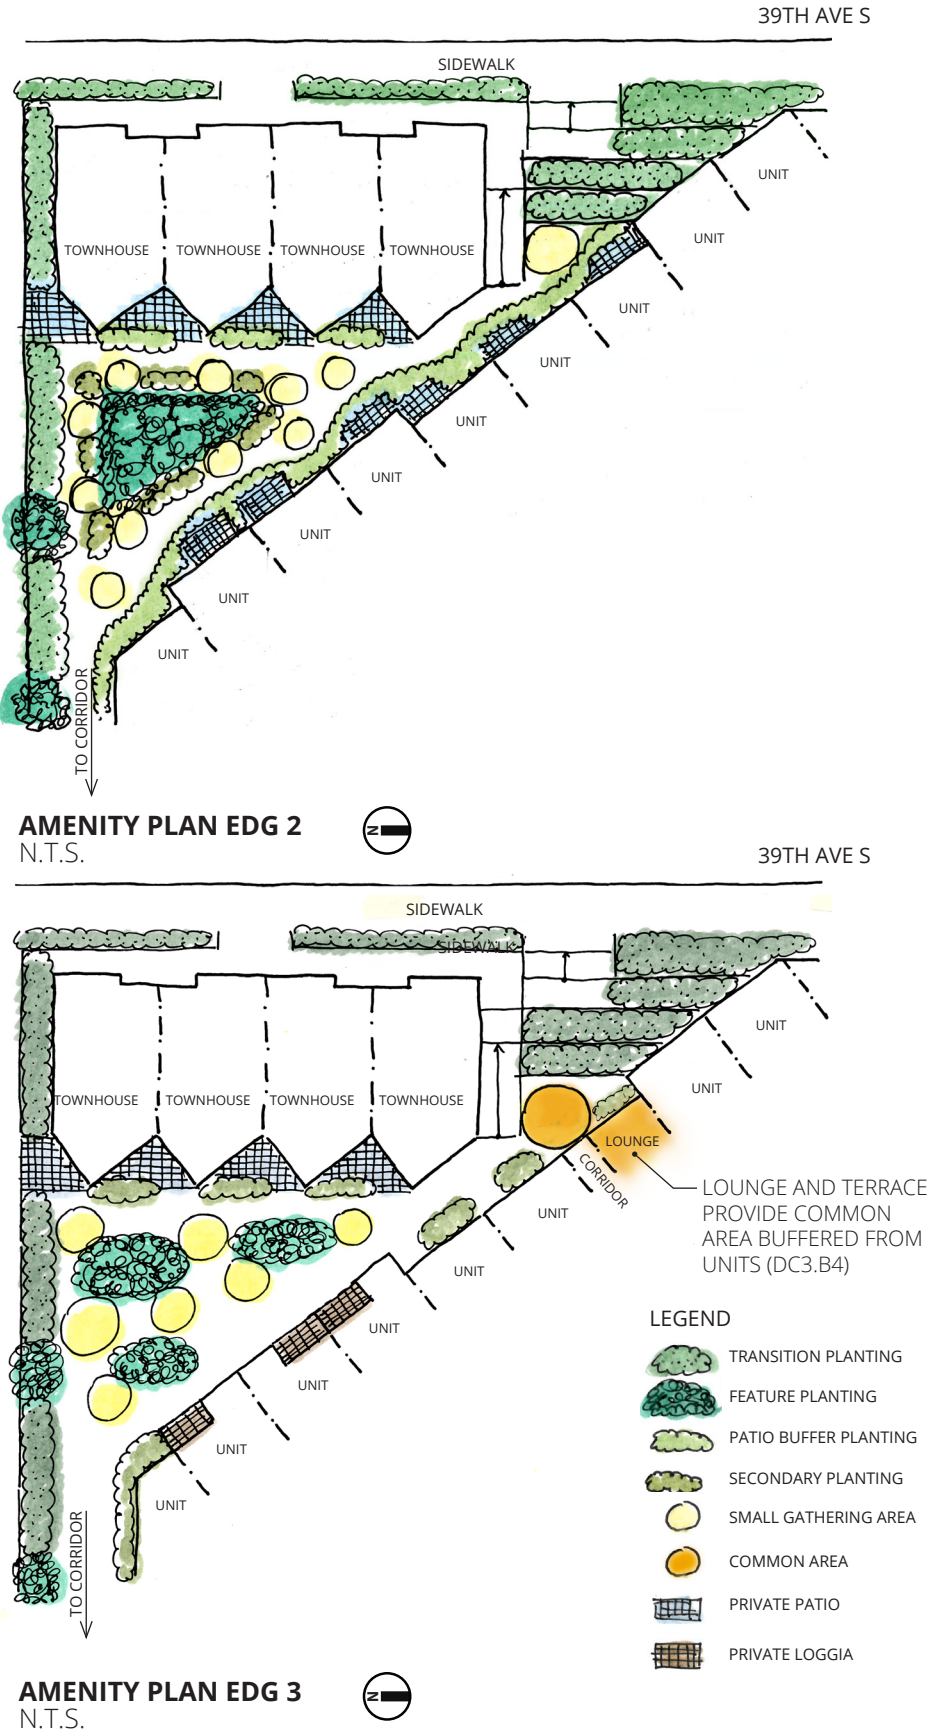 39TH AVE S
SIDEWALK
UNIT
UNIT
TOWNHOUSE TOWNHOUSE TOWNHOUSE TOWNHOUSE
UNIT
UNIT
UNIT
UNIT
UNIT
UNIT
UNIT
TO CORRIDOR
AMENITY PLAN EDG 2
N
N.T.S.
39TH AVE S
SIDEWALK
SIDEWALK
UNIT
UNIT
TOWNHOUSE TOWNHOUSE TOWNHOUSE TOWNHOUSE
LOUNGE
CORRIDOR
LOUNGE AND TERRACE
PROVIDE COMMON
AREA BUFFERED FROM
UNITS (DC3.B4)
UNIT
UNIT
UNIT
UNIT
UNIT
UNIT
TO CORRIDOR
LEGEND
TRANSITION PLANTING
FEATURE PLANTING
PATIO BUFFER PLANTING
SECONDARY PLANTING
SMALL GATHERING AREA
COMMON AREA
PRIVATE PATIO
PRIVATE LOGGIA
AMENITY PLAN EDG 3
N
N.T.S.